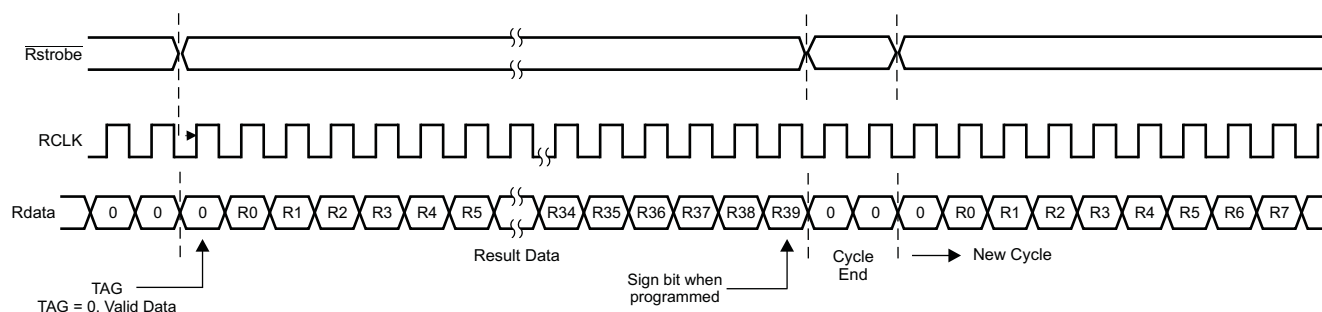 Rstrobe
RCLK
Rdata
0 0 0 R0 R1 R2 R3 R4 R5 R34 R35 R36 R37 R38 R39 0 0 0 R0 R1 R2 R3 R4 R5 R6 R7
TAG
TAG = 0, Valid Data
Result Data
Sign bit when
programmed
Cycle
End
New Cycle